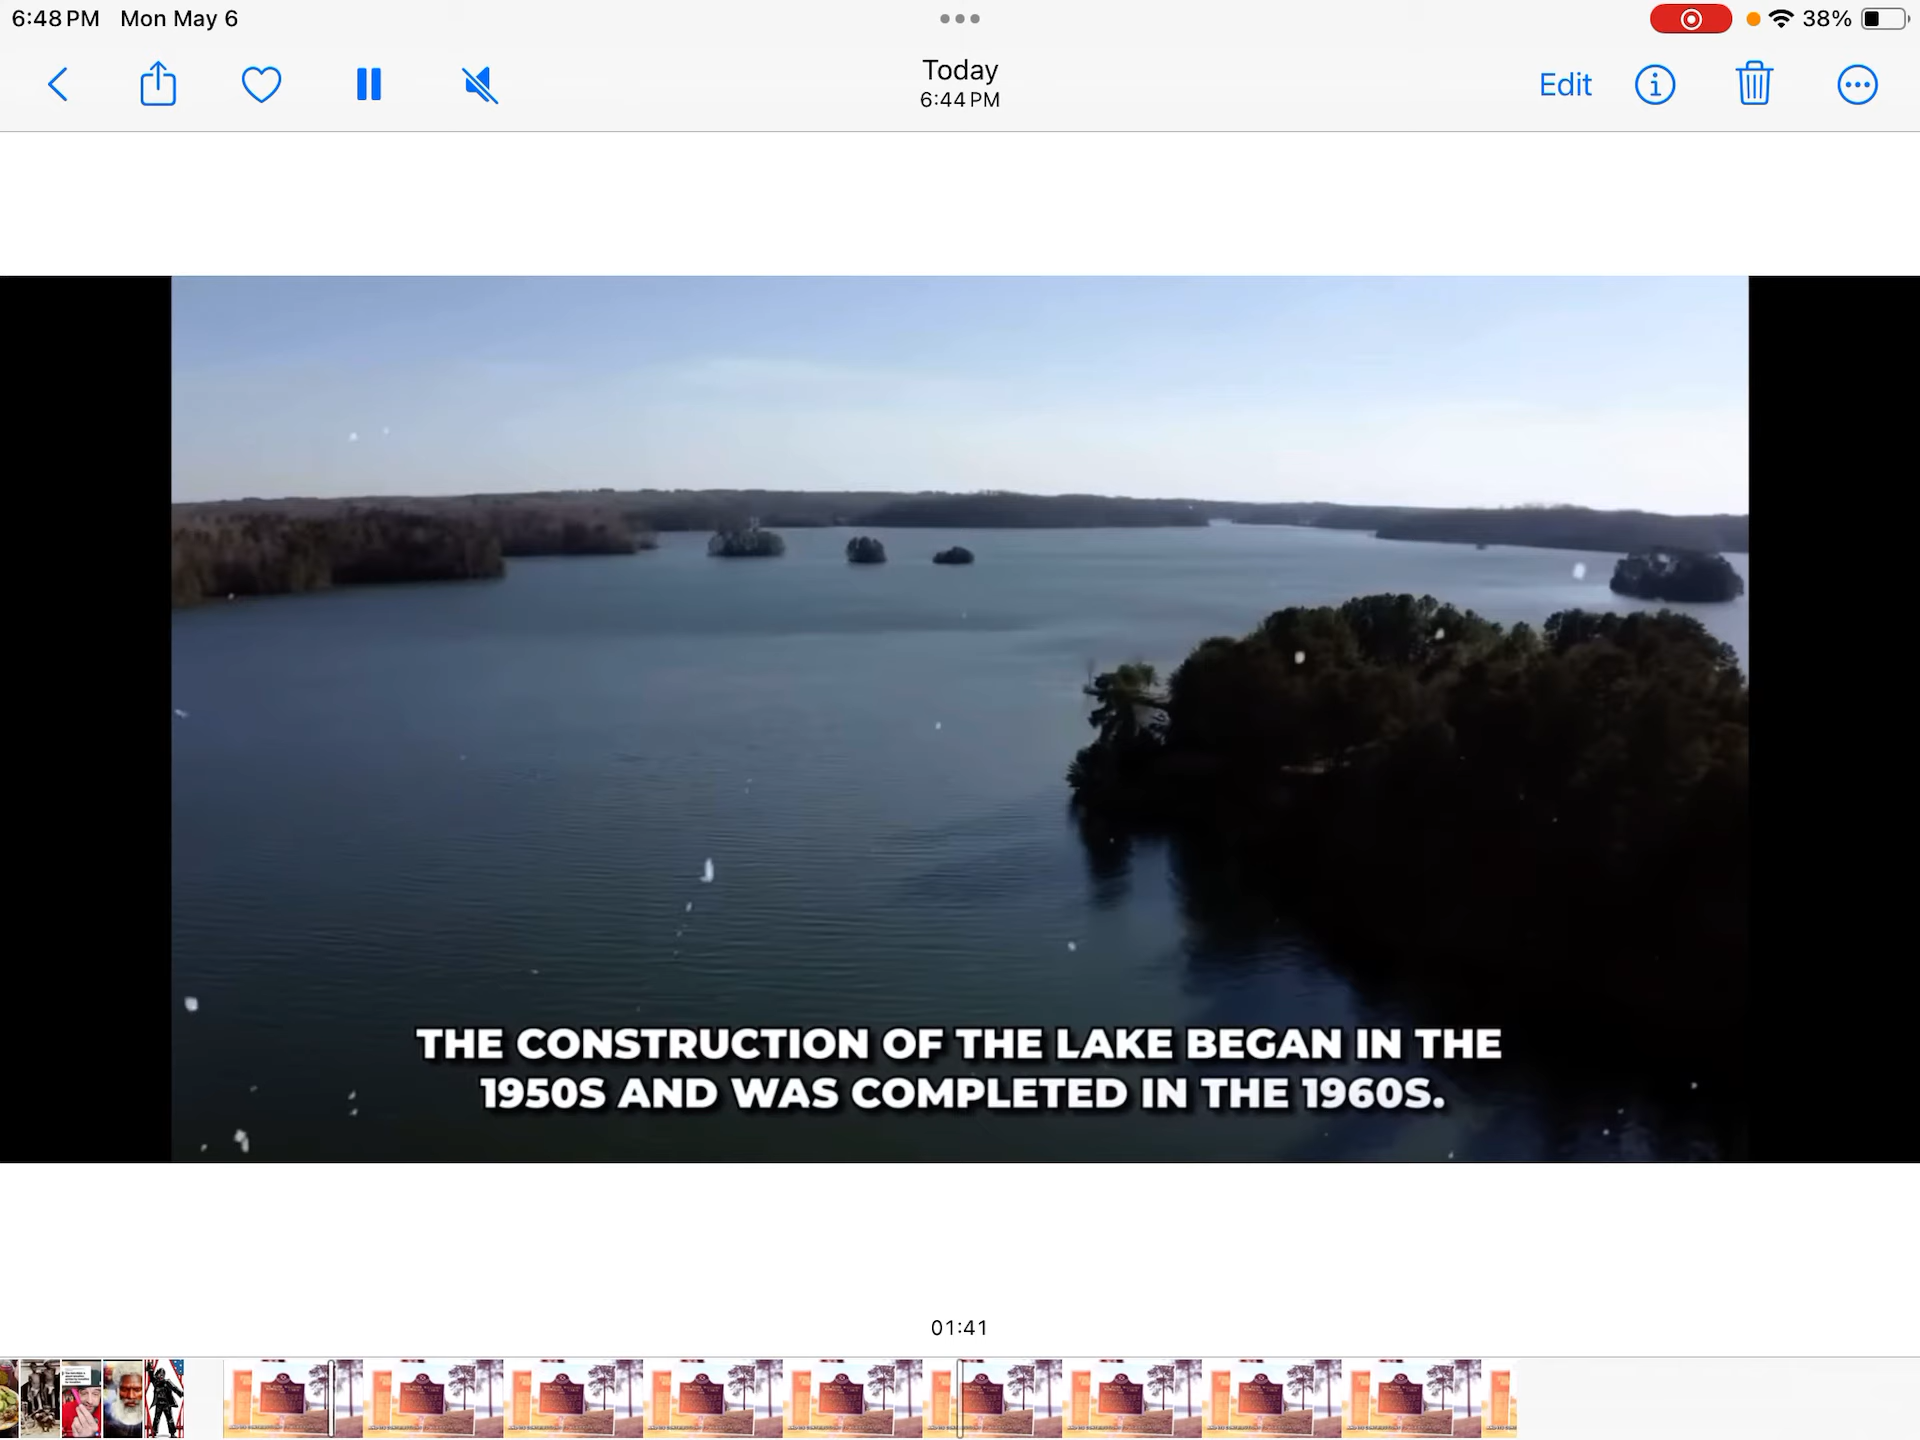 6:48 PM Mon May 6
38%
Today
6:44 PM
Edit
THE CONSTRUCTION OF THE LAKE BEGAN IN THE
1950S AND WAS COMPLETED IN THE 1960S.
01:41